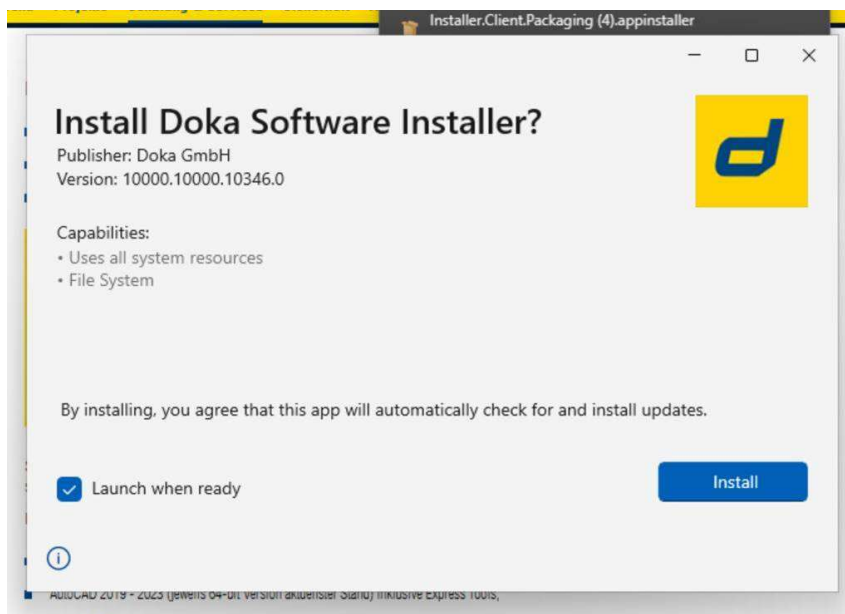 Installer.Client.Packaging (4).appinstaller
Install Doka Software Installer?
Publisher: Doka GmbH
Version: 10000.10000.10346.0
Capabilities:
• Uses all system resources
• File System
By installing, you agree that this app will automatically check for and install updates.
Launch when ready
Install
AutoCAD 2019 - 2023 (jeweils 64-bit Version aktuellster Stand) inklusive Express Tools,